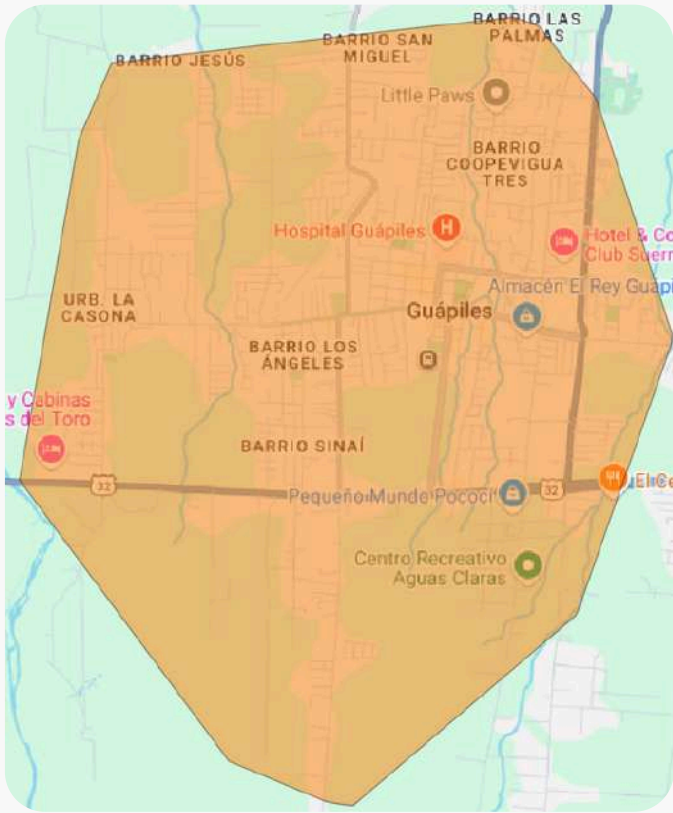 BARRIO LAS
PALMAS
BARRIO SAN
MIGUEL
BARRIO JESÚS
Little Paws
BARRIO
COOPEVIGUA
TRES
Hospital Guápiles
H
Hotel & Co
Club Suerr
Almacén El Rey Guápi
URB. LA
CASONA
Guápiles
BARRIO LOS
ÁNGELES
y Cabinas
s del Toro
BARRIO SINAÍ
32
Pequeño Mundo Pococí
32
El Ce
Centro Recreativo
Aguas Claras